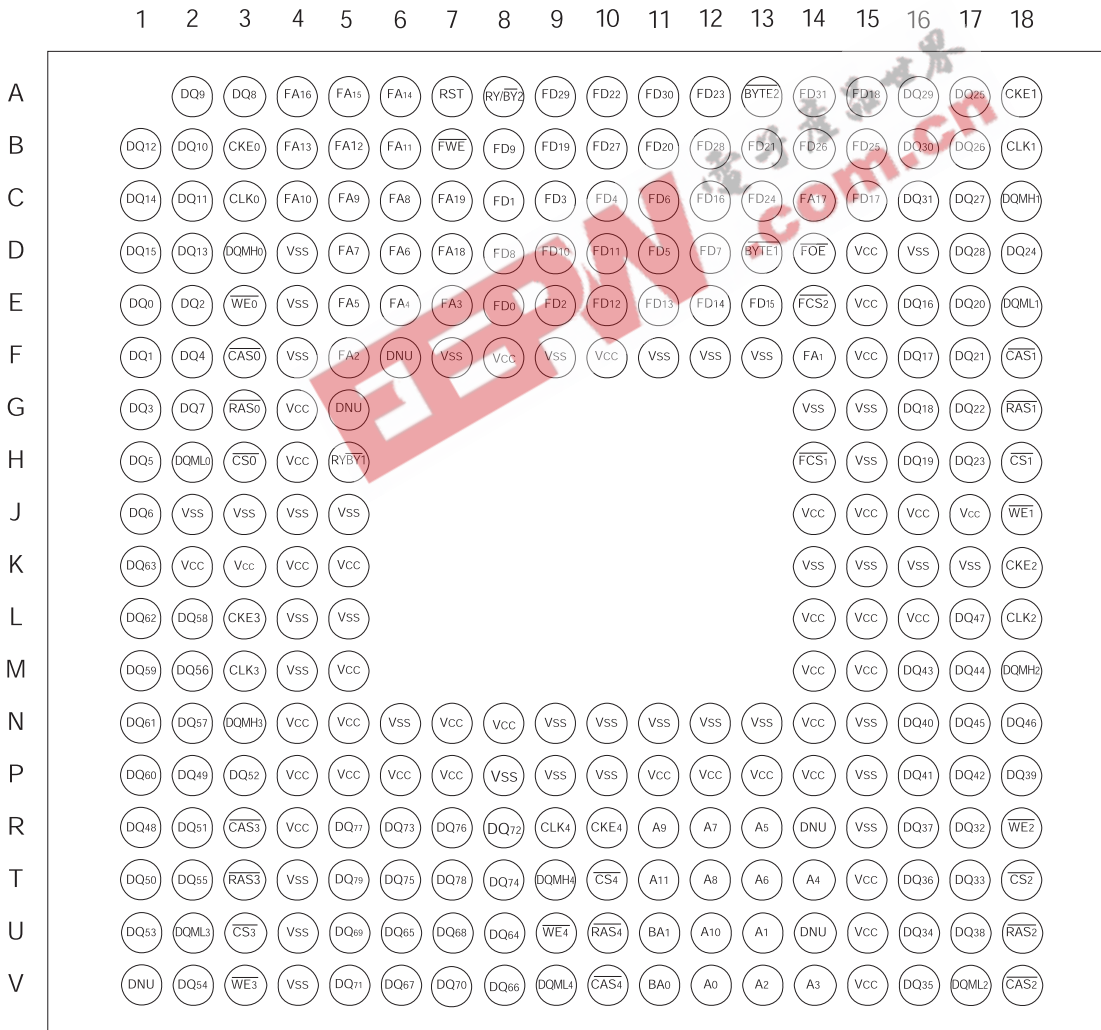 1 2 3 4 5 6 7 8 9 10 11 12 13 14 15 16 17 18
A DQ9 DQ8 FA16 FA15 FA14 RST RY/BY2 FD29 FD22 FD30 FD23 BYTE2 FD31 FD18 DQ29 DQ25 CKE1
B DQ12 DQ10 CKE0 FA13 FA12 FA11 FWE FD9 FD19 FD27 FD20 FD28 FD21 FD26 FD25 DQ30 DQ26 CLK1
C DQ14 DQ11 CLK0 FA10 FA9 FA8 FA19 FD1 FD3 FD4 FD6 FD16 FD24 FA17 FD17 DQ31 DQ27 DQMH1
D DQ15 DQ13 DQMH0 VSS FA7 FA6 FA18 FD8 FD10 FD11 FD5 FD7 BYTE1 FOE VCC VSS DQ28 DQ24
E DQ0 DQ2 WE0 VSS FA5 FA4 FA3 FD0 FD2 FD12 FD13 FD14 FD15 FCS2 VCC DQ16 DQ20 DQML1
F DQ1 DQ4 CAS0 VSS FA2 DNU VSS VCC VSS VCC VSS VSS VSS FA1 VCC DQ17 DQ21 CAS1
G DQ3 DQ7 RAS0 VCC DNU VSS VSS DQ18 DQ22 RAS1
H DQ5 DQML0 CS0 VCC RYBY1 FCS1 VSS DQ19 DQ23 CS1
J DQ6 VSS VSS VSS VSS VCC VCC VCC VCC WE1
K DQ63 VCC VCC VCC VCC VSS VSS VSS VSS CKE2
L DQ62 DQ58 CKE3 VSS VSS VCC VCC VCC DQ47 CLK2
M DQ59 DQ56 CLK3 VSS VCC VCC VCC DQ43 DQ44 DQMH2
N DQ61 DQ57 DQMH3 VCC VCC VSS VCC VCC VSS VSS VSS VSS VSS VCC VSS DQ40 DQ45 DQ46
P DQ60 DQ49 DQ52 VCC VCC VCC VCC VSS VSS VSS VCC VCC VCC VCC VSS DQ41 DQ42 DQ39
R DQ48 DQ51 CAS3 VCC DQ77 DQ73 DQ76 DQ72 CLK4 CKE4 A9 A7 A5 DNU VSS DQ37 DQ32 WE2
T DQ50 DQ55 RAS3 VSS DQ79 DQ75 DQ78 DQ74 DQMH4 CS4 A11 A8 A6 A4 VCC DQ36 DQ33 CS2
U DQ53 DQML3 CS3 VSS DQ69 DQ65 DQ68 DQ64 WE4 RAS4 BA1 A10 A1 DNU VCC DQ34 DQ38 RAS2
V DNU DQ54 WE3 VSS DQ71 DQ67 DQ70 DQ66 DQML4 CAS4 BA0 A0 A2 A3 VCC DQ35 DQML2 CAS2
EEPW.com.cn